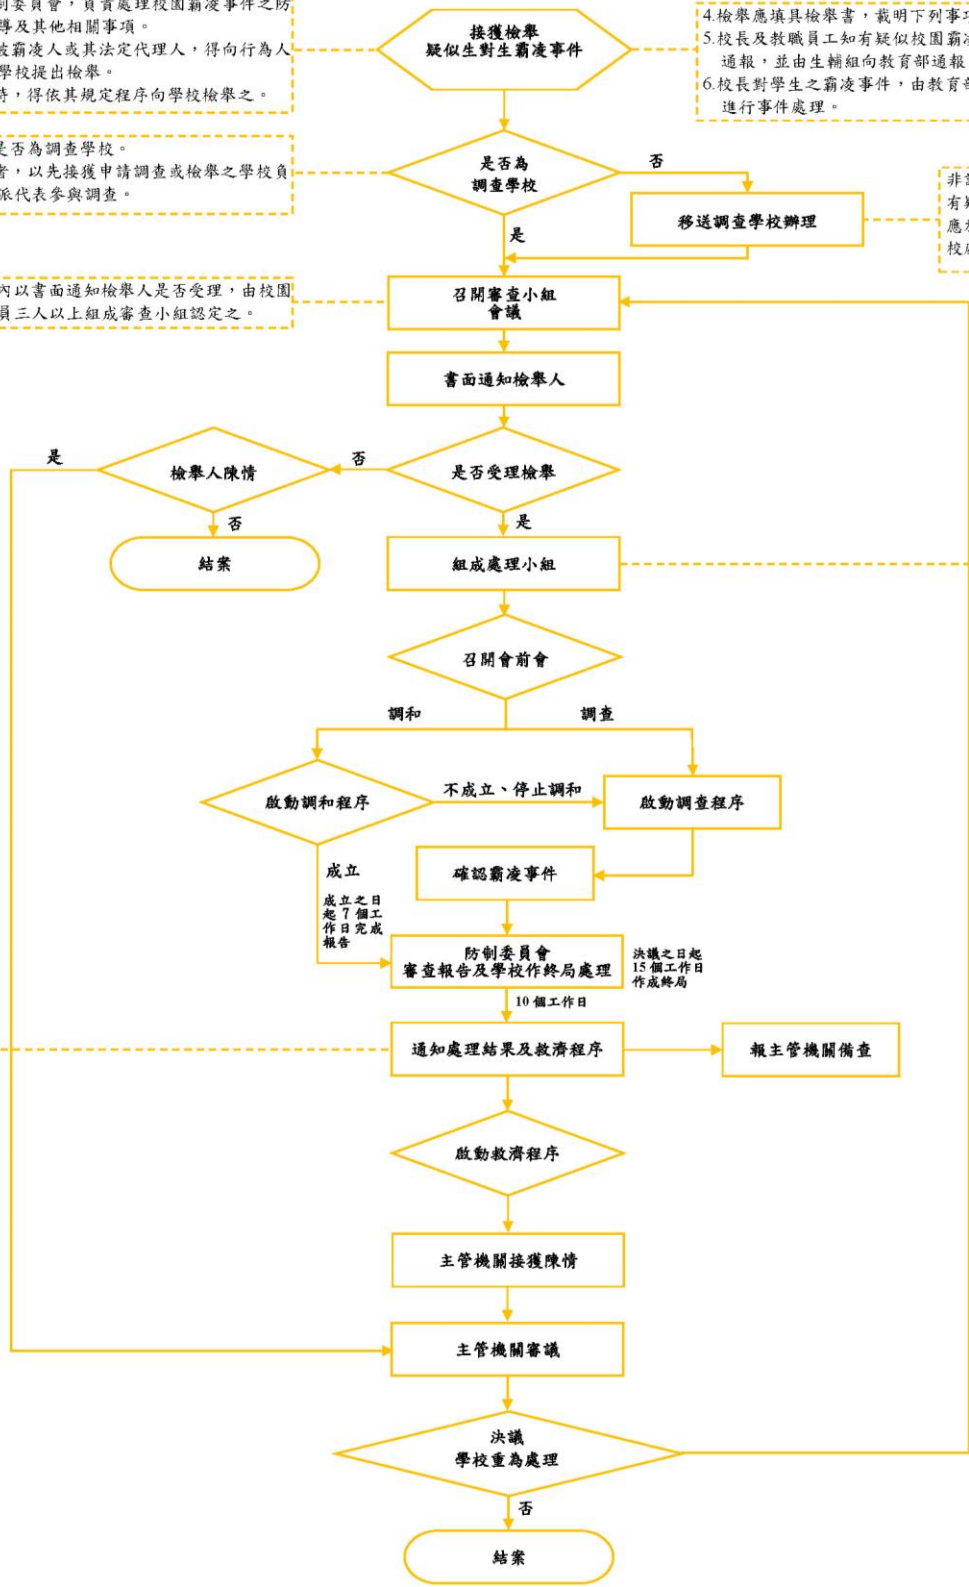 制委員會，負責處理校園霸凌事件之防
導及其他相關事項。
被霸凌人或其法定代理人，得向行為人
學校提出檢舉。
時，得依其規定程序向學校檢舉之。
接獲檢舉
疑似生對生霸凌事件
4.檢舉應填具檢舉書，載明下列事項
5.校長及教職員工知有疑似校園霸凌
通報，並由生輔組向教育部通報
6.校長對學生之霸凌事件，由教育部
進行事件處理。
是否為調查學校。
者，以先接獲申請調查或檢舉之學校負
派代表參與調查。
是否為
調查學校
否
移送調查學校辦理
非
有疑
應
校
是
內以書面通知檢舉人是否受理，由校園
員三人以上組成審查小組認定之。
召開審查小組
會議
書面通知檢舉人
是否受理檢舉
否
檢舉人陳情
是
否
結案
是
組成處理小組
召開會前會
調和
調查
啟動調和程序
不成立、停止調和
啟動調查程序
成立
成立之日
起 7 個工
作日完成
報告
確認霸凌事件
防制委員會
審查報告及學校作終局處理
決議之日起
15 個工作日
作成終局
10 個工作日
通知處理結果及救濟程序
報主管機關備查
啟動救濟程序
主管機關接獲陳情
主管機關審議
決議
學校重為處理
否
結案